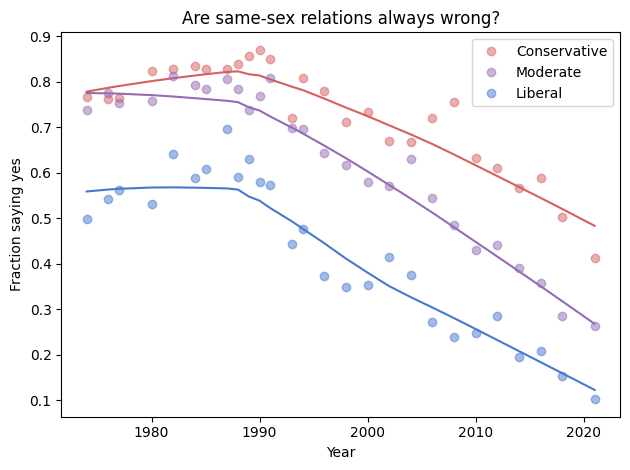 Are same-sex relations always wrong?
Conservative
Moderate
Liberal
Fraction saying yes
0.9
0.8
0.7
0.6
0.5
0.4
0.3
0.2
0.1
1980 1990 2000 2010 2020
Year